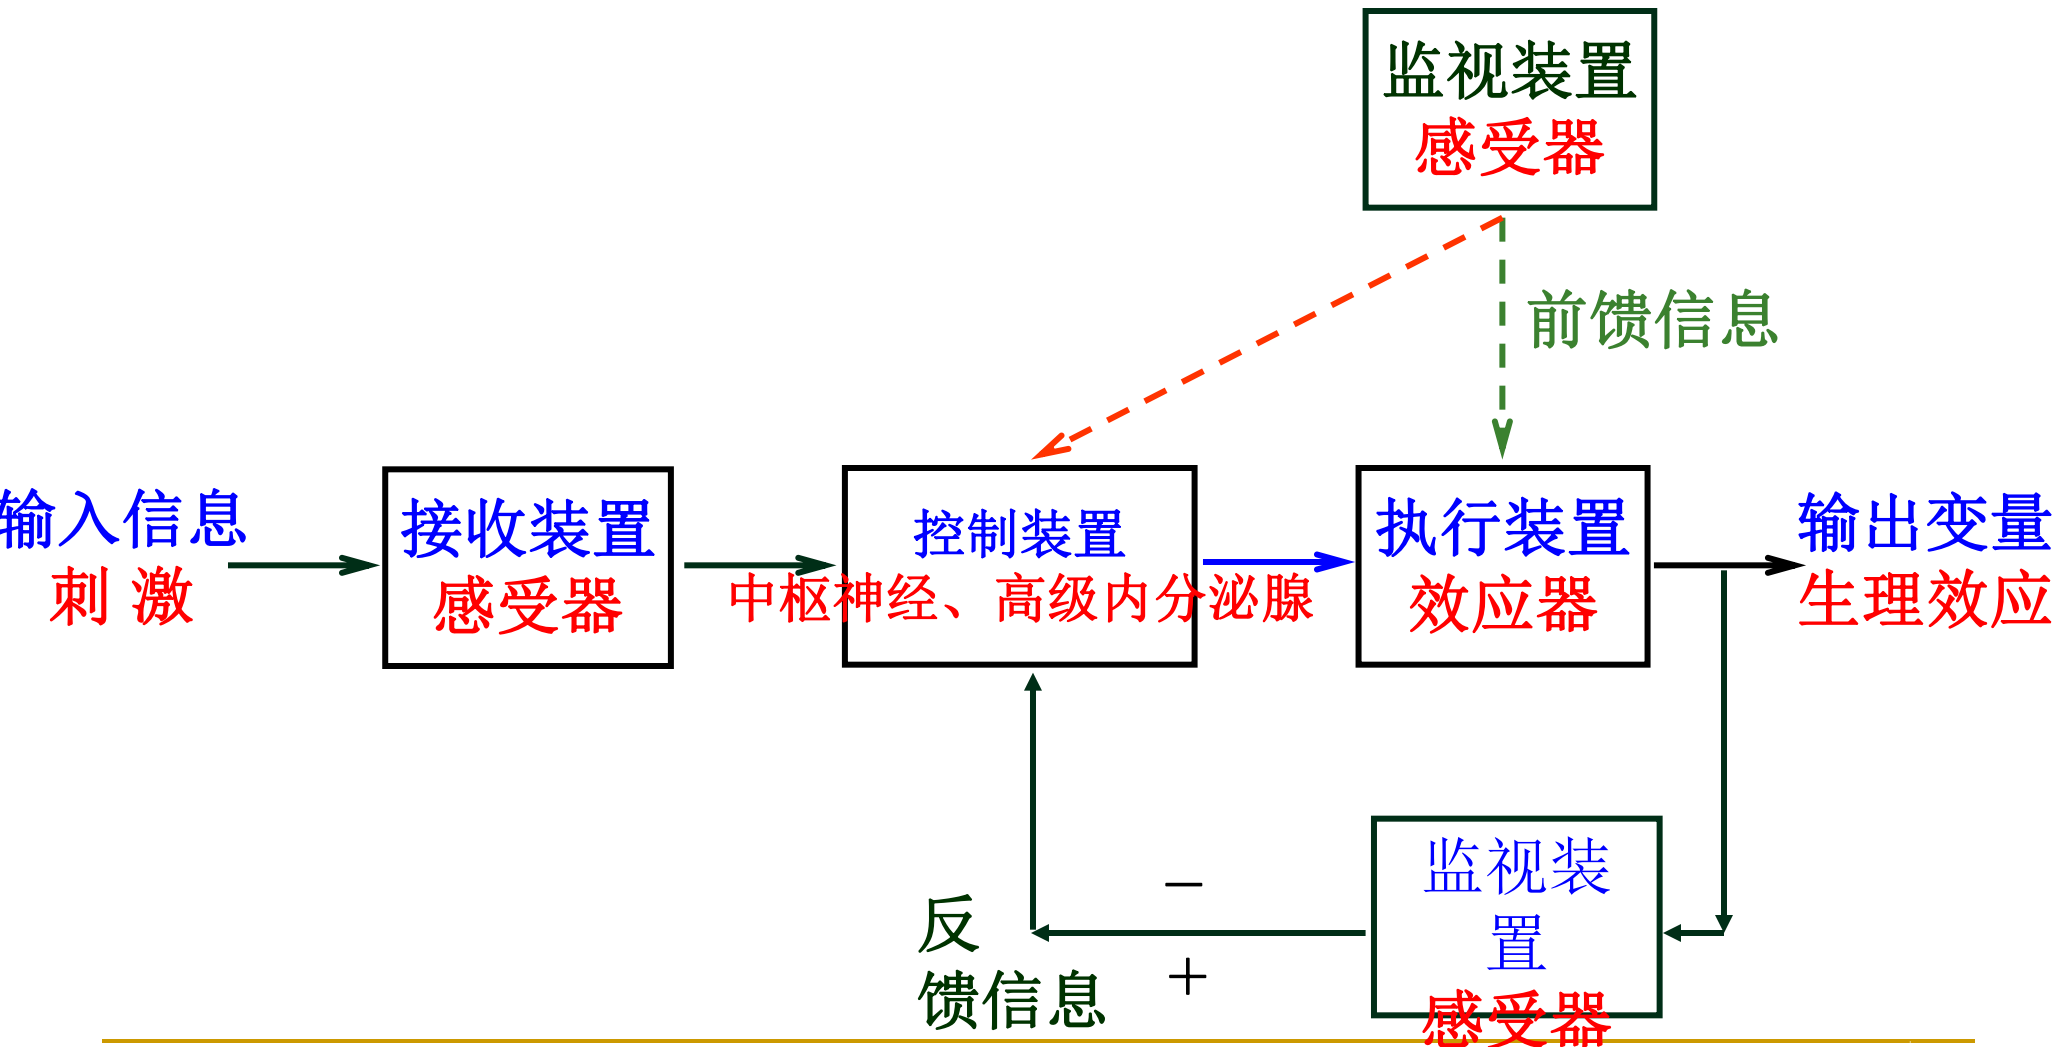 监视装置
感受器
前馈信息
输入信息
刺 激
接收装置
感受器
控制装置
中枢神经、高级内分泌腺
执行装置
效应器
输出变量
生理效应
反
馈信息
－
＋
监视装
置
感受器